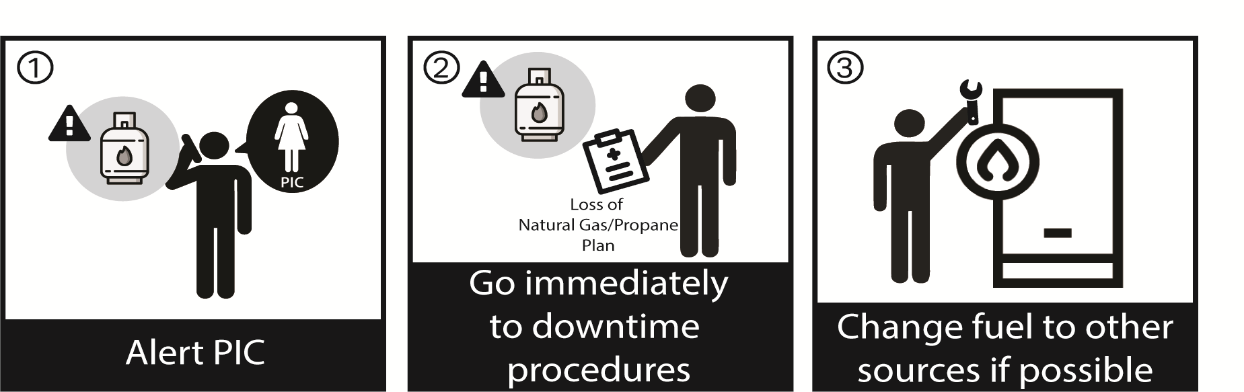 1
PIC
Alert PIC
2
Loss of
Natural Gas/Propane
Plan
Go immediately
to downtime
procedures
3
Change fuel to other
sources if possible